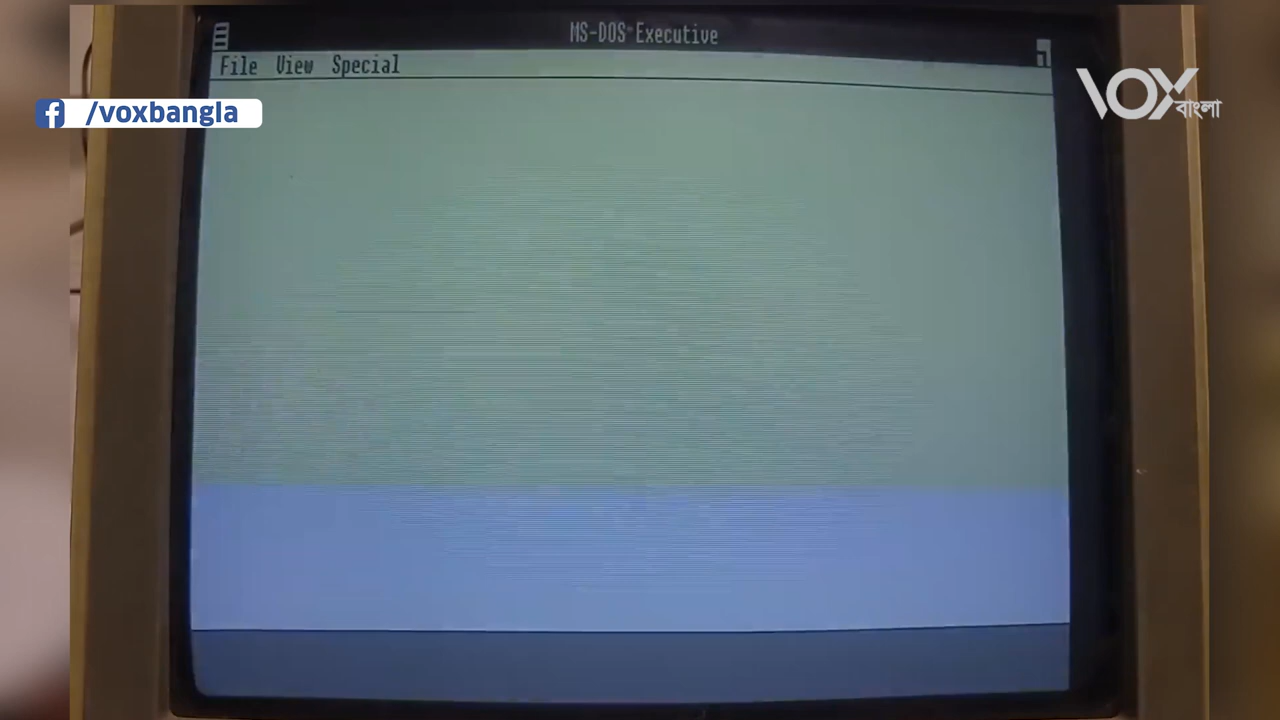 MS-DOS Executive
File View Special
/voxbangla
VOX বাংলা